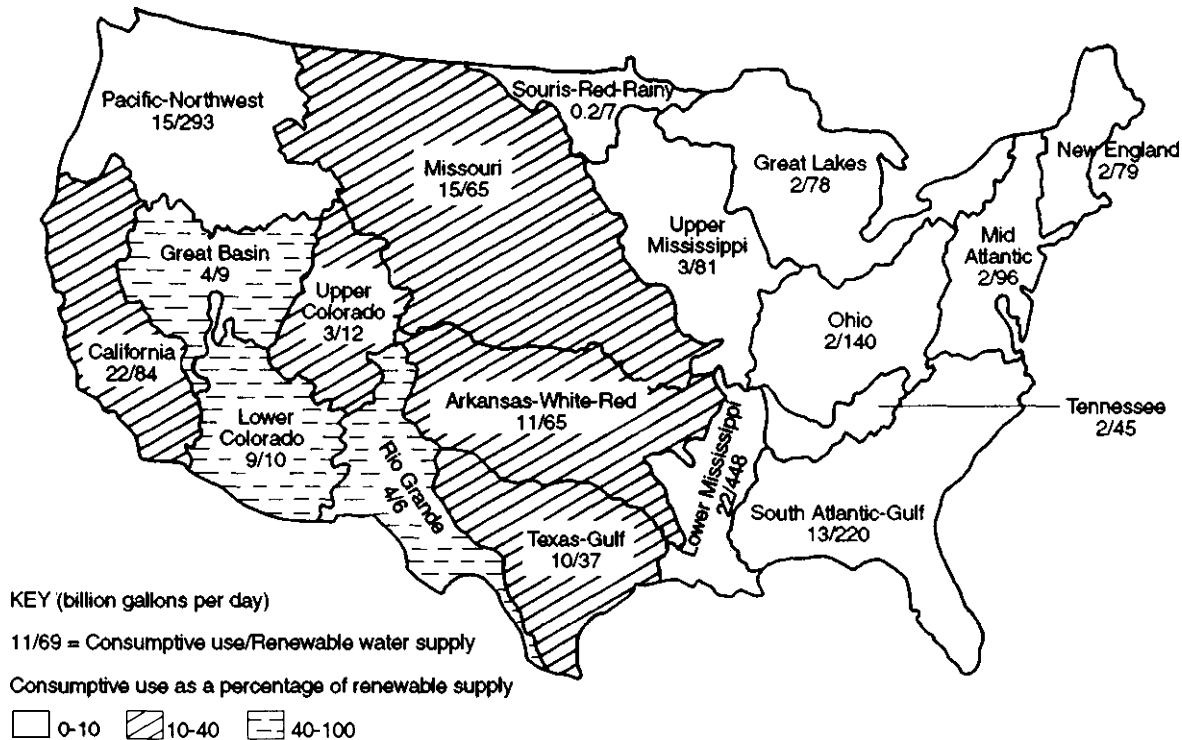 Pacific-Northwest
15/293
Souris-Red-Rainy
0.2/7
Missouri
15/65
Great Lakes
2/78
New England
2/79
Upper
Mississippi
3/81
Mid
Atlantic
2/96
Great Basin
4/9
Upper
Colorado
3/12
Ohio
2/140
California
22/84
Arkansas-White-Red
11/65
Tennessee
2/45
Lower
Colorado
9/10
Rio Grande
4/6
Lower Mississippi
22/448
South Atlantic-Gulf
13/220
Texas-Gulf
10/37
KEY (billion gallons per day)
11/69 = Consumptive use/Renewable water supply
Consumptive use as a percentage of renewable supply
0-10 10-40 40-100